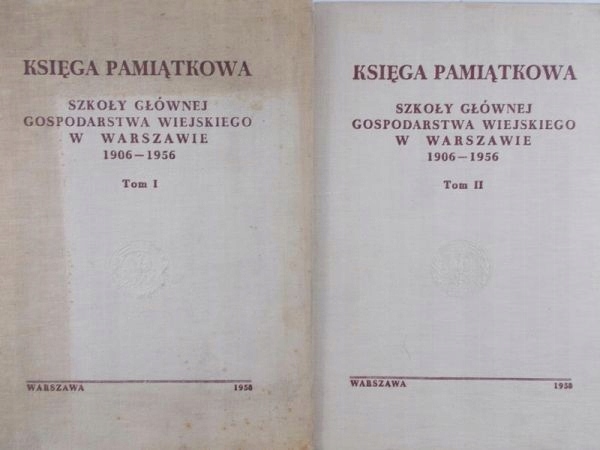 KSIĘGA PAMIĄTKOWA
SZKOŁY GŁÓWNEJ
GOSPODARSTWA WIEJSKIEGO
W WARSZAWIE
1906-1956
Tom I
WARSZAWA 1958
KSIĘGA PAMIĄTKOWA
SZKOŁY GŁÓWNEJ
GOSPODARSTWA WIEJSKIEGO
W WARSZAWIE
1906-1956
Tom II
WARSZAWA 1958